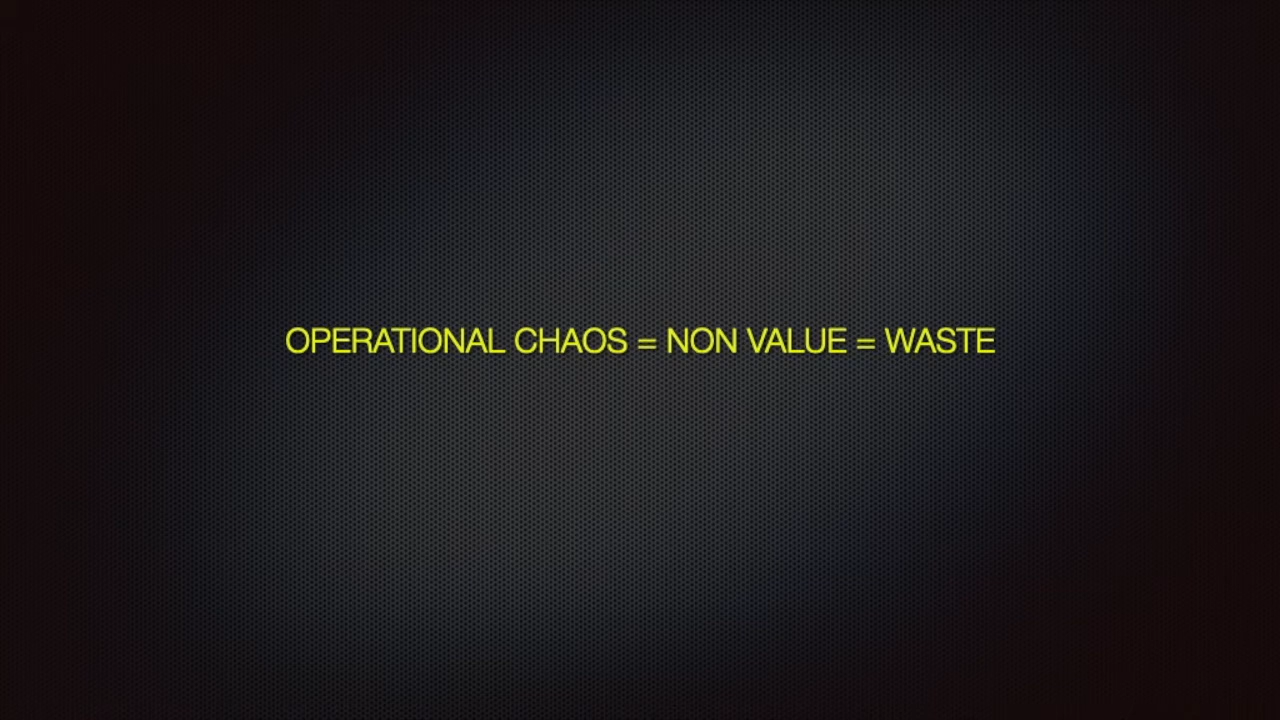 OPERATIONAL CHAOS = NON VALUE = WASTE